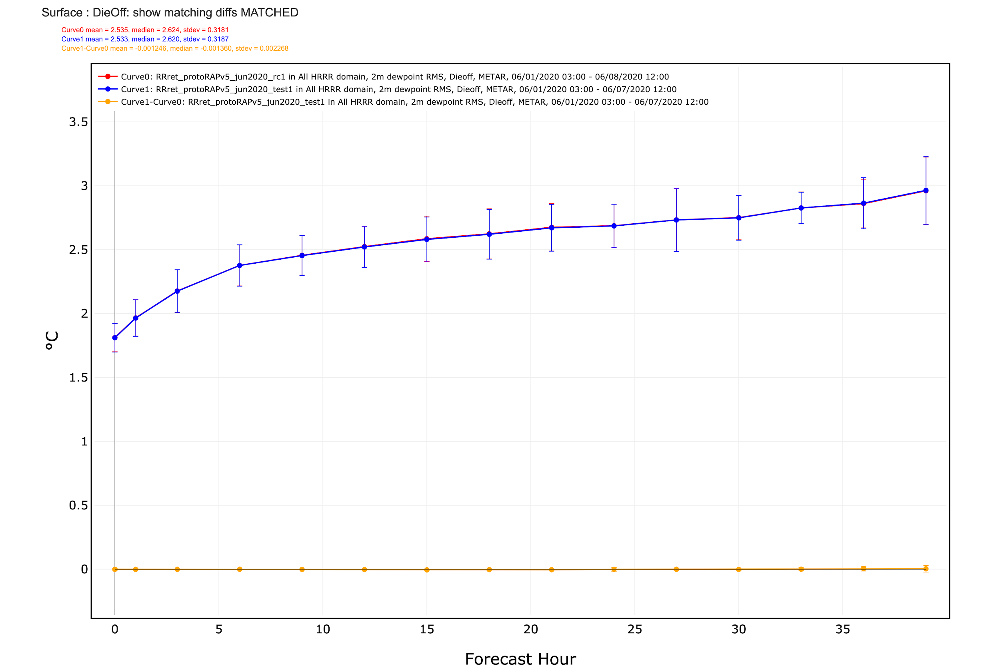 Surface : DieOff: show matching diffs MATCHED
Curve0 mean = 2.535, median = 2.624, stdev = 0.3181
Curve1 mean = 2.533, median = 2.620, stdev = 0.3187
Curve1-Curve0 mean = -0.001246, median = -0.001360, stdev = 0.002268
Curve0: RRret_protoRAPv5_jun2020_rc1 in All HRRR domain, 2m dewpoint RMS, Dieoff, METAR, 06/01/2020 03:00 - 06/08/2020 12:00
Curve1: RRret_protoRAPv5_jun2020_test1 in All HRRR domain, 2m dewpoint RMS, Dieoff, METAR, 06/01/2020 03:00 - 06/07/2020 12:00
Curve1-Curve0: RRret_protoRAPv5_jun2020_test1 in All HRRR domain, 2m dewpoint RMS, Dieoff, METAR, 06/01/2020 03:00 - 06/07/2020 12:00
3.5
3
2.5
2
1.5
1
0.5
0
ºC
0 5 10 15 20 25 30 35
Forecast Hour